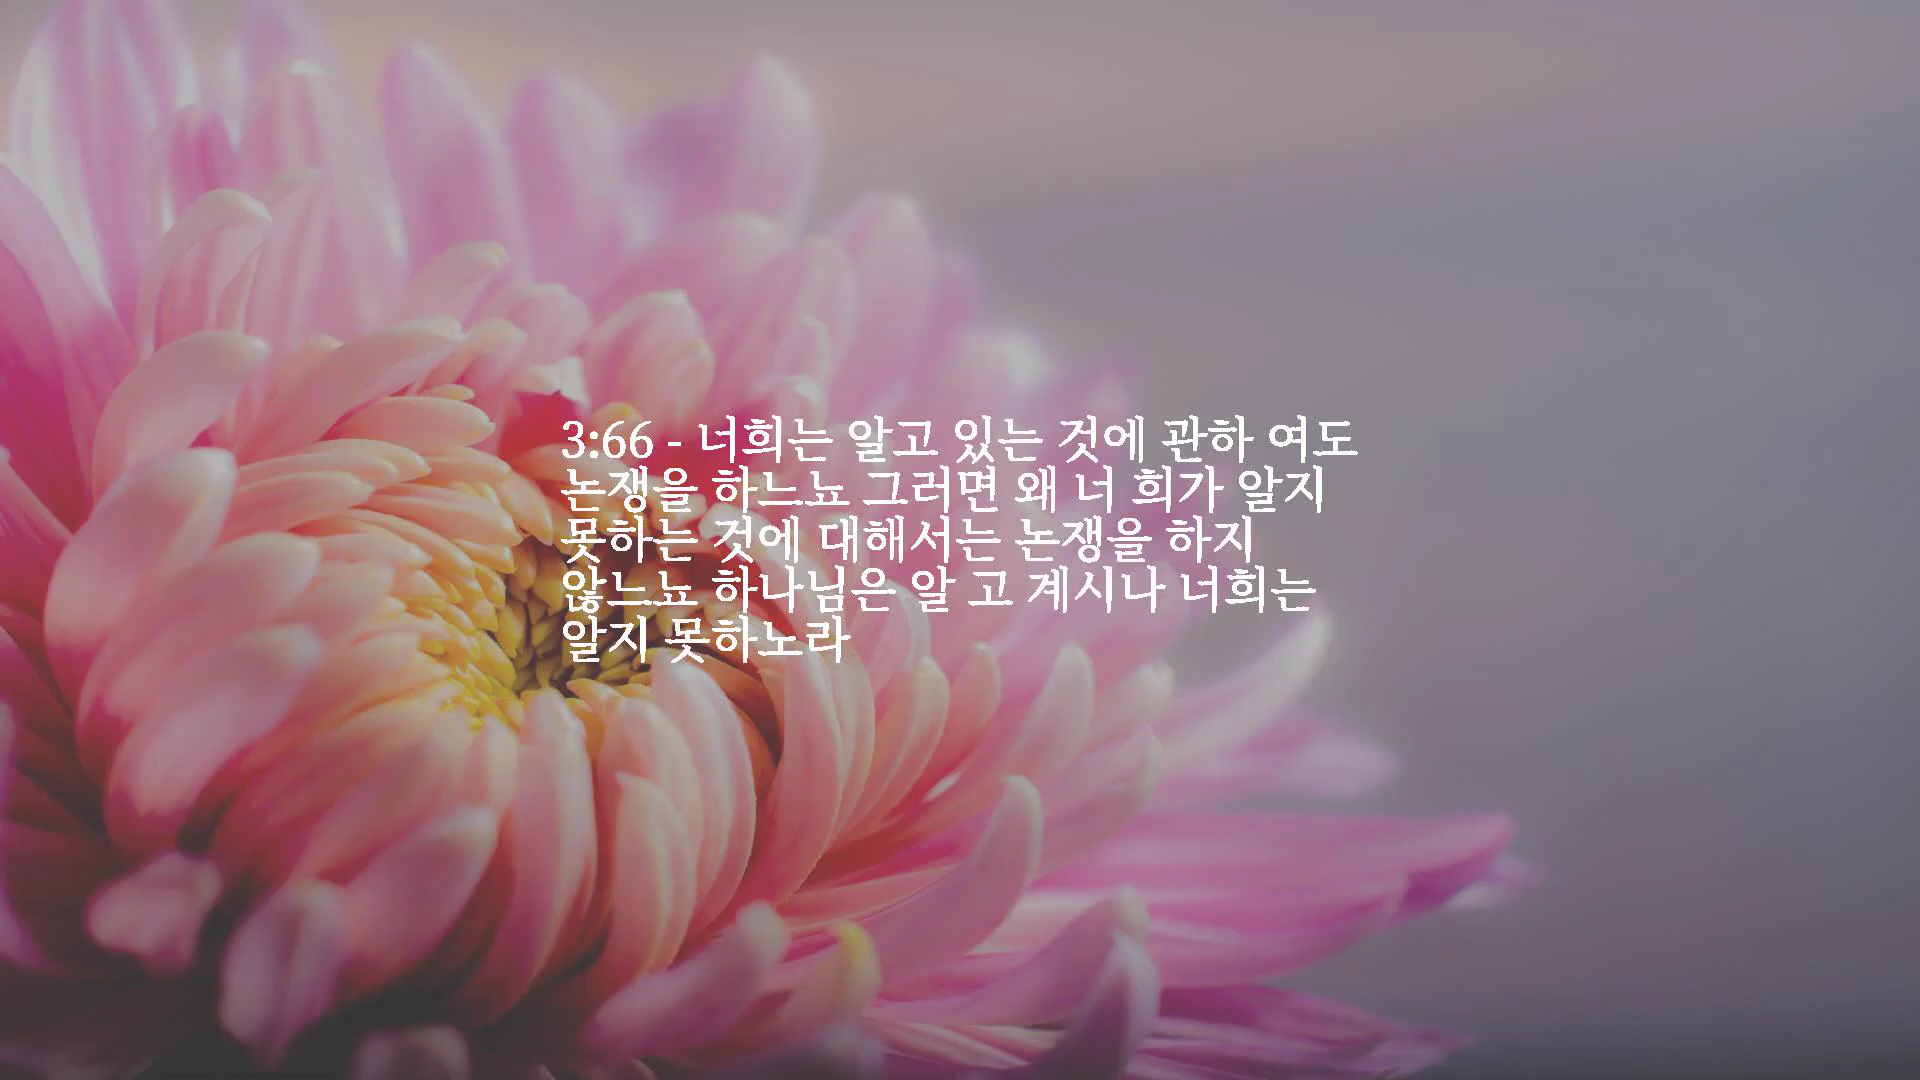 3:66 - 너희는 알고 있는 것에 관하 여도
논쟁을 하느뇨 그러면 왜 너 희가 알지
못하는 것에 대해서는 논쟁을 하지
않느뇨 하나님은 알 고 계시나 너희는
알지 못하노라